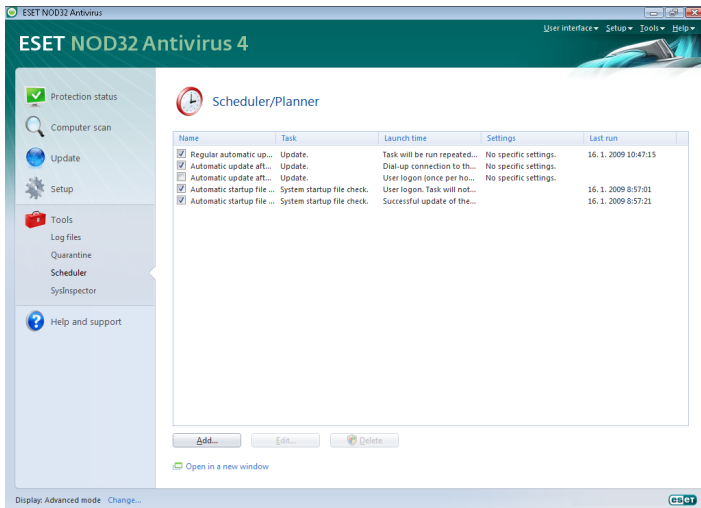 ESET NOD32 Antivirus
ESET NOD32 Antivirus 4
User interface Setup Tools Help
Protection status
Computer scan
Update
Setup
Tools
Log files
Quarantine
Scheduler
SysInspector
Help and support
Scheduler/Planner
Name Task Launch time Settings Last run
Regular automatic up... Update. Task will be run repeated... No specific settings. 16. 1. 2009 10:47:15
Automatic update aft... Update. Dial-up connection to th... No specific settings.
Automatic update aft... Update. User logon (once per ho... No specific settings.
Automatic startup file ... System startup file check. User logon. Task will not... 16. 1. 2009 8:57:01
Automatic startup file ... System startup file check. Successful update of the... 16. 1. 2009 8:57:21
Add... Edit... Delete
Open in a new window
Display: Advanced mode Change...
eseT